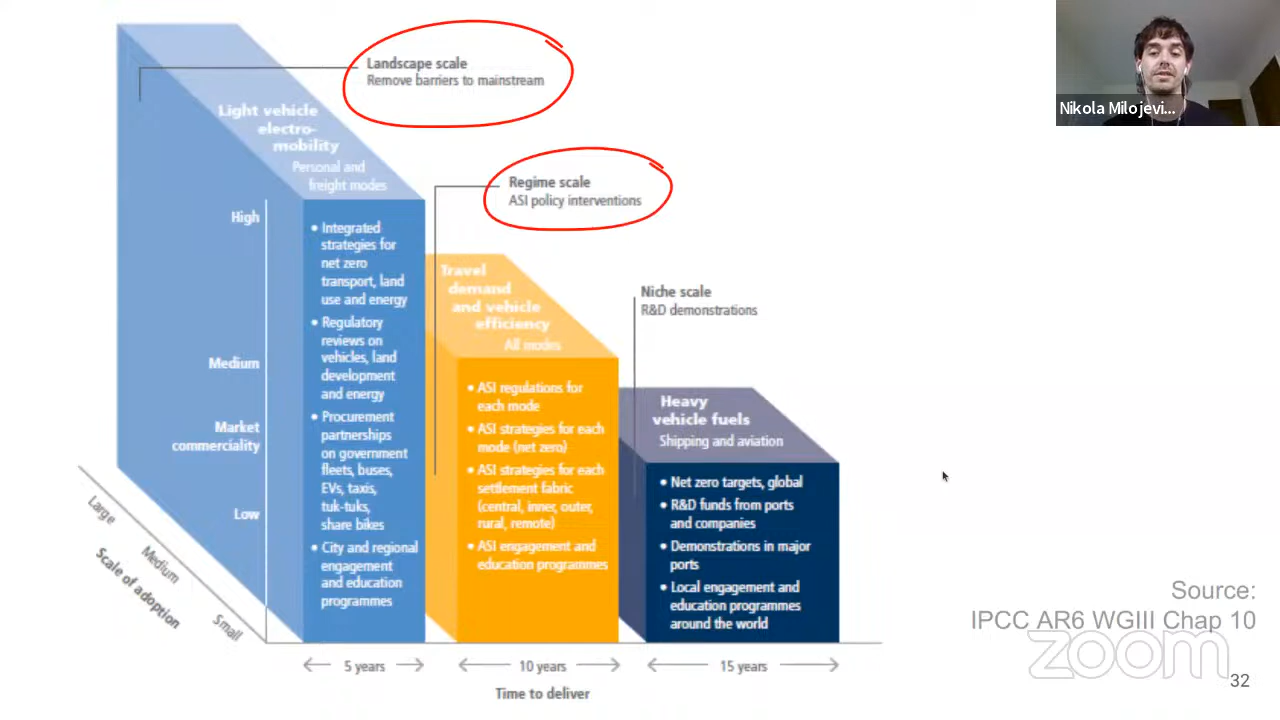 Landscape scale
Remove barriers to mainstream
Light vehicle
electro-
mobility
Personal and
freight modes
Regime scale
ASI policy interventions
Niche scale
R&D demonstrations
High
Medium
Market
commerciality
Low
• Integrated
strategies for
net zero
transport, land
use and energy
• Regulatory
reviews on
vehicles, land
development
and energy
• Procurement
partnerships
on government
fleets, buses,
EVs, taxis,
tuk-tuks,
share bikes
• City and regional
engagement
and education
programmes
Travel
demand
and vehicle
efficiency
All modes
• ASI regulations for
each mode
• ASI strategies for each
mode (net zero)
• ASI strategies for each
settlement fabric
(central, inner, outer,
rural, remote)
• ASI engagement and
education programmes
Heavy
vehicle fuels
Shipping and aviation
• Net zero targets, global
• R&D funds from ports
and companies
• Demonstrations in major
ports
• Local engagement and
education programmes
around the world
Large
Medium
Small
Scale of adoption
5 years
10 years
15 years
Time to deliver
Nikola Milojevi...
Source:
IPCC AR6 WGIII Chap 10
zoom
32